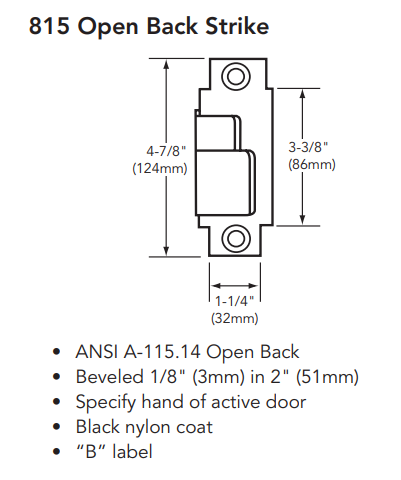 815 Open Back Strike
4-7/8"
(124mm)
3-3/8"
(86mm)
1-1/4"
(32mm)
• ANSI A-115.14 Open Back
• Beveled 1/8" (3mm) in 2" (51mm)
• Specify hand of active door
• Black nylon coat
• “B” label